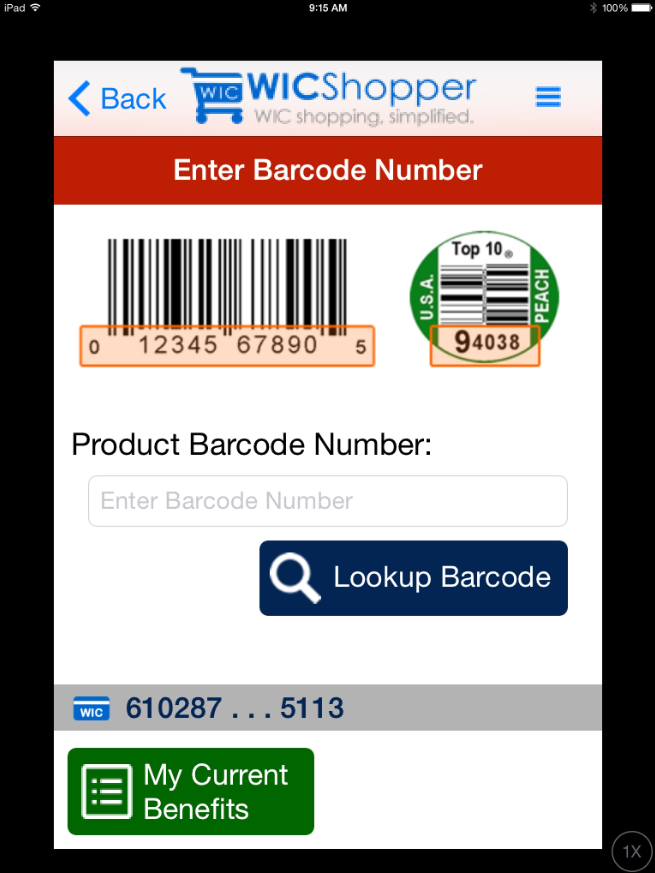 iPad 9:15 AM 100%
Back WIC WICShopper
WIC shopping, simplified.
Enter Barcode Number
Top 10®
U.S.A.
PEACH
0 12345 67890 5
94038
Product Barcode Number:
Enter Barcode Number
Lookup Barcode
WIC 610287 . . . 5113
My Current
Benefits
1X